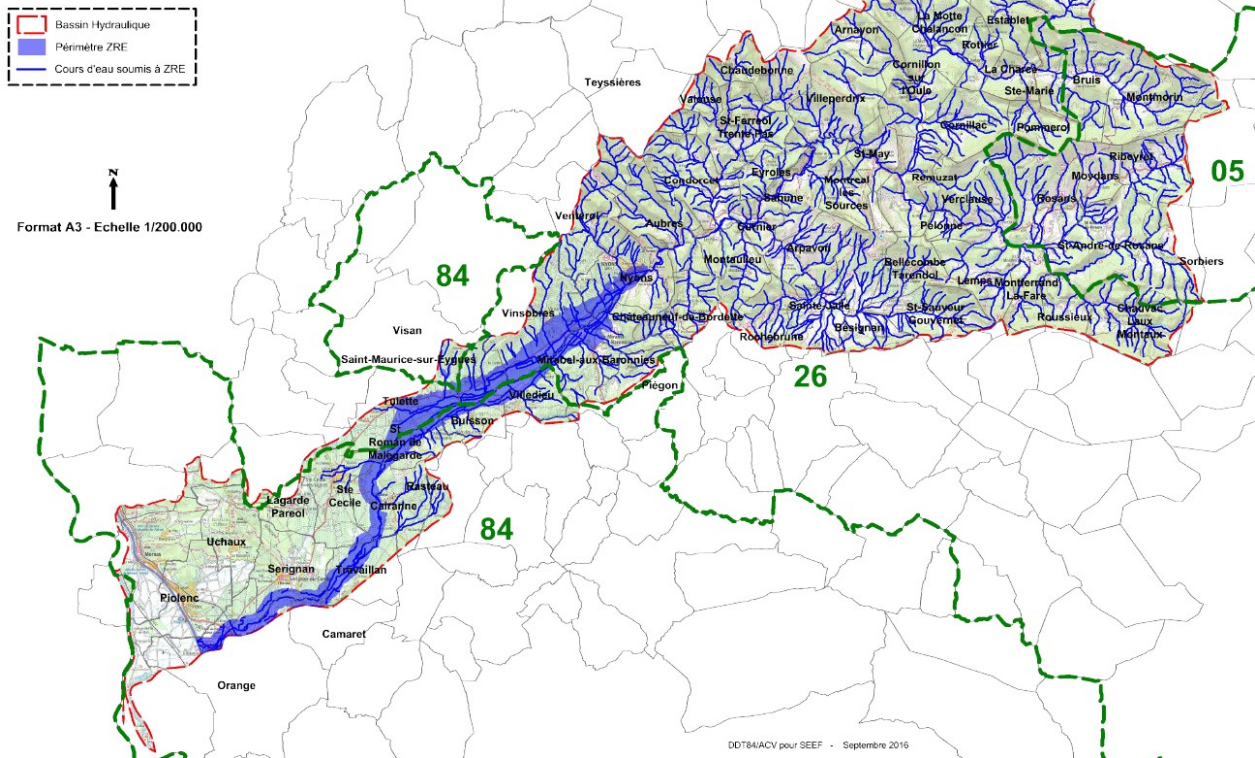 Bassin Hydraulique
Périmètre ZRE
Cours d'eau soumis à ZRE
N
Format A3 - Echelle 1/200.000
La Motte
Chalancon
Establet
Arnayon
Rottier
Teyssières
Chaudebonne
Cornillon
sur
l'Oule
La Charce
Ste-Marie
Bruis
Montmorin
Valouse
Villeperdrix
St-Ferreol
Trente-Pas
Cornillac
Pommerol
St-May
Ribeyret
05
Condorcet
Eyroles
Montreal
les
Sources
Remuzat
Moydans
Sahune
Verclause
Rosans
Venterol
Aubres
Curnier
Pelonne
Arpavon
St-Andre-de-Rosans
Montaulieu
Bellecombe
Tarendol
Sorbiers
84
Nyons
Lemps
Montferrand
La-Fare
Vinsobres
Chateauneuf-de-Bordette
Sainte-Jalle
St-Sauveur
Gouvernet
Roussieux
Chauvac
Laux
Montaux
Visan
Rochebrune
Besignan
Saint-Maurice-sur-Eygues
Mirabel-aux-Baronnies
26
Piégon
Tulette
Villedieu
Buisson
St
Roman de
Malegarde
Rasteau
Ste
Cecile
Cairanne
Lagarde
Pareol
84
Uchaux
Serignan
Travaillan
Piolenc
Camaret
Orange
DDT84/ACV pour SEEF - Septembre 2016